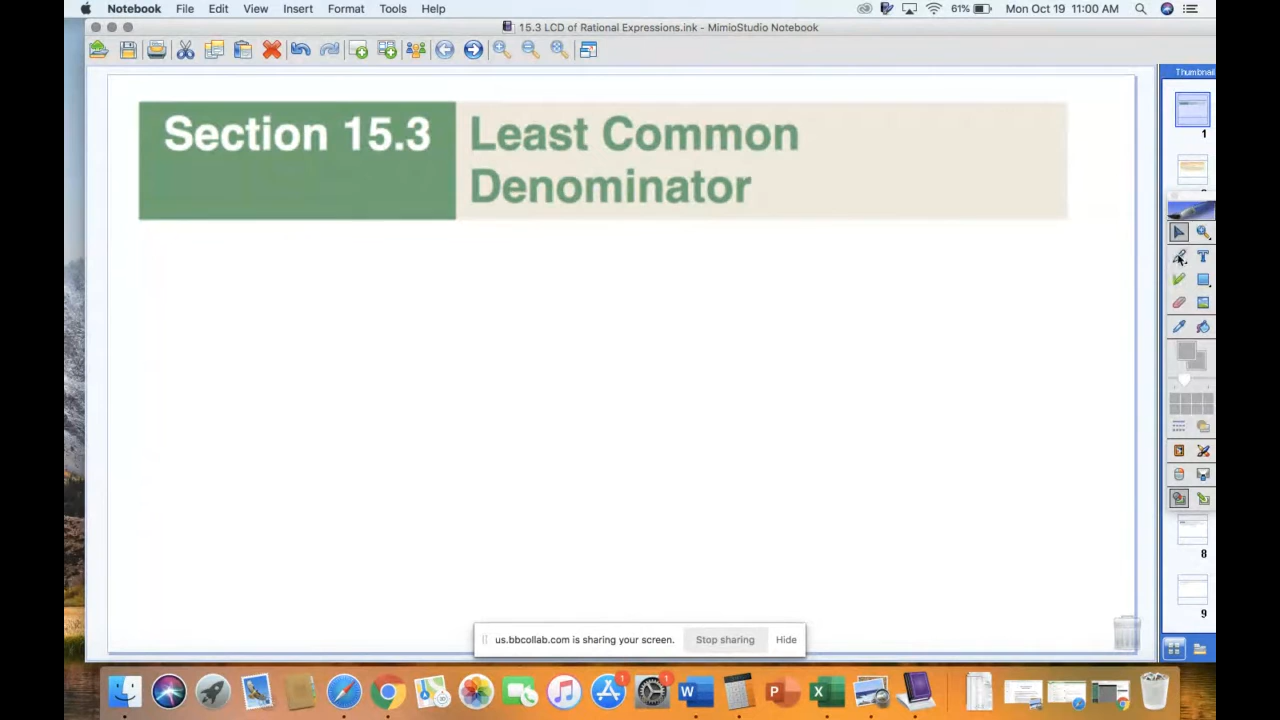 Notebook File Edit View Insert Format Tools Help 61% Mon Oct 19 11:00 AM
15.3 LCD of Rational Expressions.ink - MimioStudio Notebook
Thumbnail
Section 15.3 Least Common
Denominator
1
T
8
9
us.bbcollab.com is sharing your screen. Stop sharing Hide
1 1 W P X